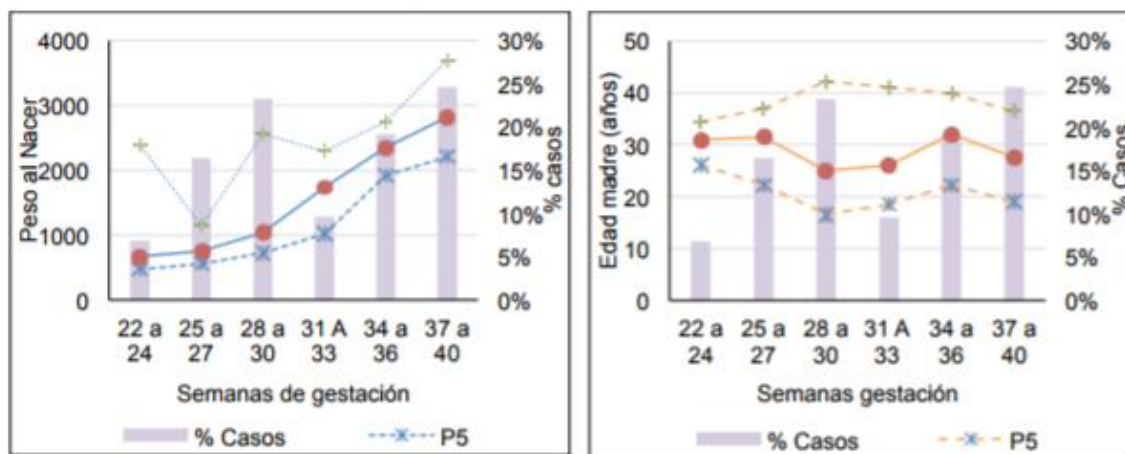 Peso al Nacer
4000
3000
2000
1000
0
30%
25%
20%
15%
10%
5%
0%
% casos
22 a 24
25 a 27
28 a 30
31 A 33
34 a 36
37 a 40
Semanas de gestación
% Casos
P5
Edad madre (años)
50
40
30
20
10
0
30%
25%
20%
15%
10%
5%
0%
% Casos
22 a 24
25 a 27
28 a 30
31 A 33
34 a 36
37 a 40
Semanas gestación
% Casos
P5